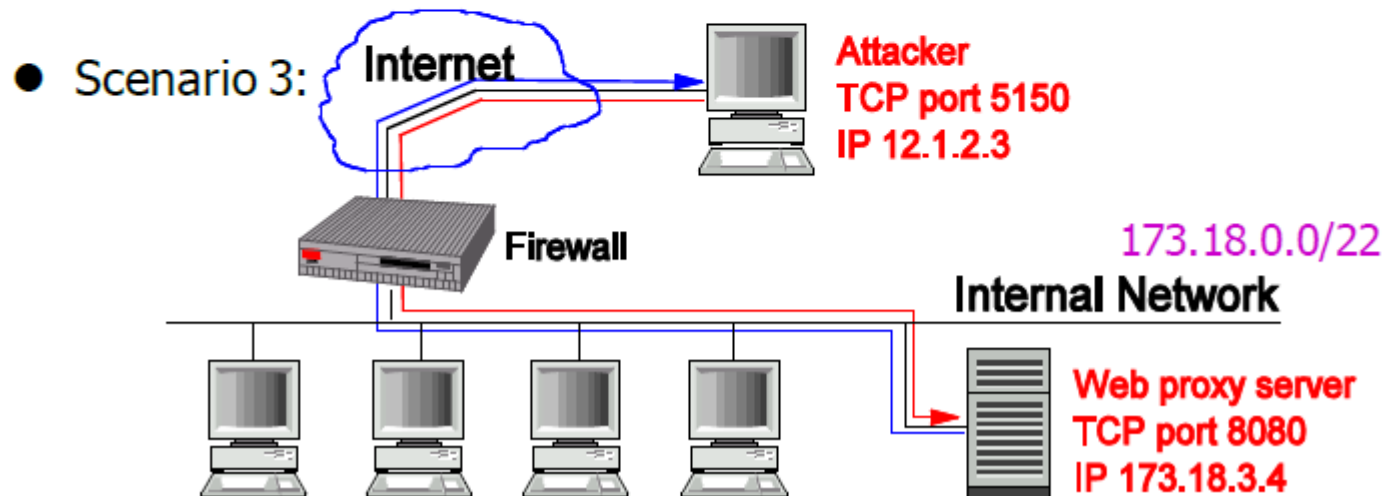 ● Scenario 3:
Internet
Attacker
TCP port 5150
IP 12.1.2.3
Firewall
173.18.0.0/22
Internal Network
Web proxy server
TCP port 8080
IP 173.18.3.4